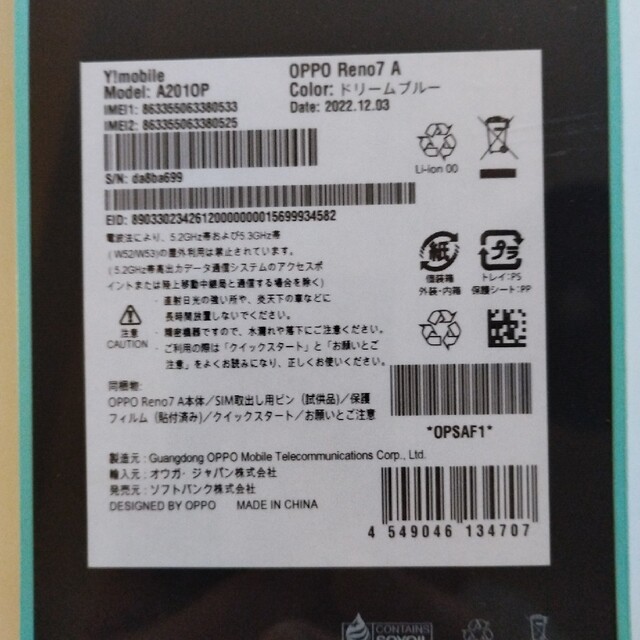 Y!mobile
Model: A201OP
IMEI1: 863355063380533
IMEI2: 863355063380525
OPPO Reno7 A
Color: ドリームブルー
Date: 2022.12.03
Li-ion 00
S/N: da8ba699
EID: 89033023426120000000015699934582
電波法により、5.2GHz帯および5.3GHz帯
(W52/W53)の屋外利用は禁止されています。
(5.2GHz帯高出力データ通信システムのアクセスポ
イントまたは陸上移動中継局と通信する場合を除く)
注意
CAUTION
・直射日光の強い所や、炎天下の車などに
長時間放置しないでください。
・精密機器ですので、水濡れや落下にご注意ください。
・ご利用の際は「クイックスタート」と「お願いとご
注意」をよくお読みになり、正しくお使いください。
紙
個装箱
外装・内箱
プラ
トレイ:PS
保護シート:PP
同梱物:
OPPO Reno7 A本体/SIM取出し用ピン(試供品)/保護
フィルム(貼付済み)/クイックスタート/お願いとご注意
*OPSAF1*
製造元:Guangdong OPPO Mobile Telecommunications Corp., Ltd.
輸入元:オウガ・ジャパン株式会社
発売元:ソフトバンク株式会社
DESIGNED BY OPPO MADE IN CHINA
4 549046 134707
CONTAINS